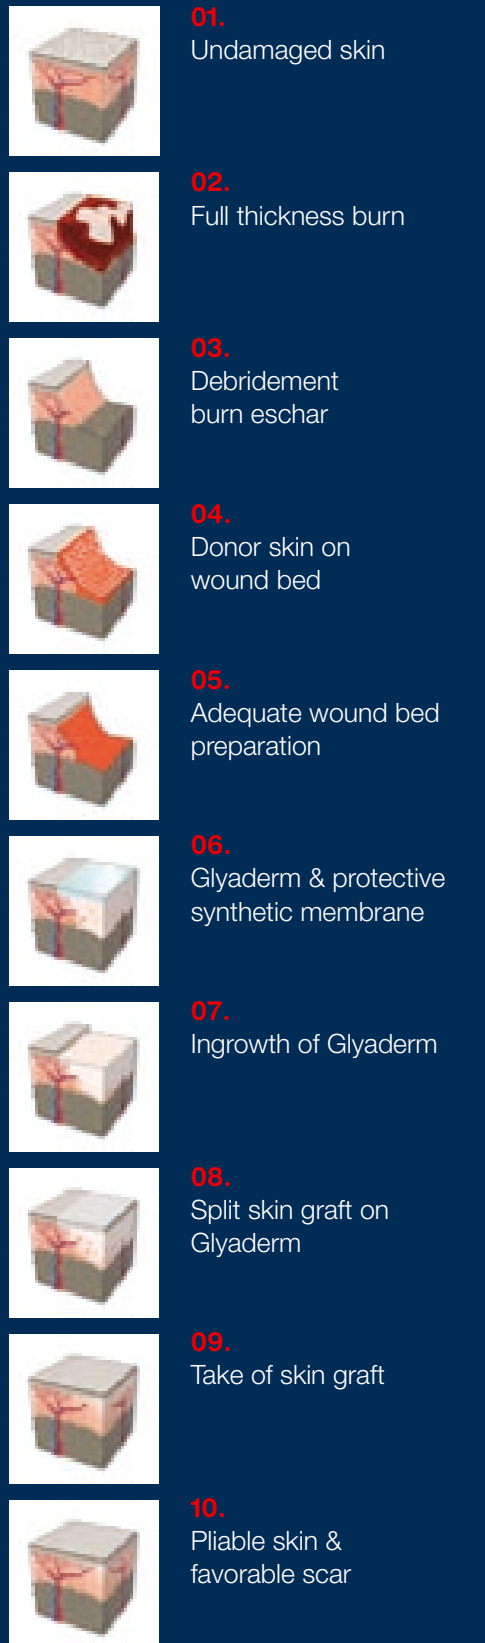 01.
Undamaged skin
02.
Full thickness burn
03.
Debridement
burn eschar
04.
Donor skin on
wound bed
05.
Adequate wound bed
preparation
06.
Glyaderm & protective
synthetic membrane
07.
Ingrowth of Glyaderm
08.
Split skin graft on
Glyaderm
09.
Take of skin graft
10.
Pliable skin &
favorable scar